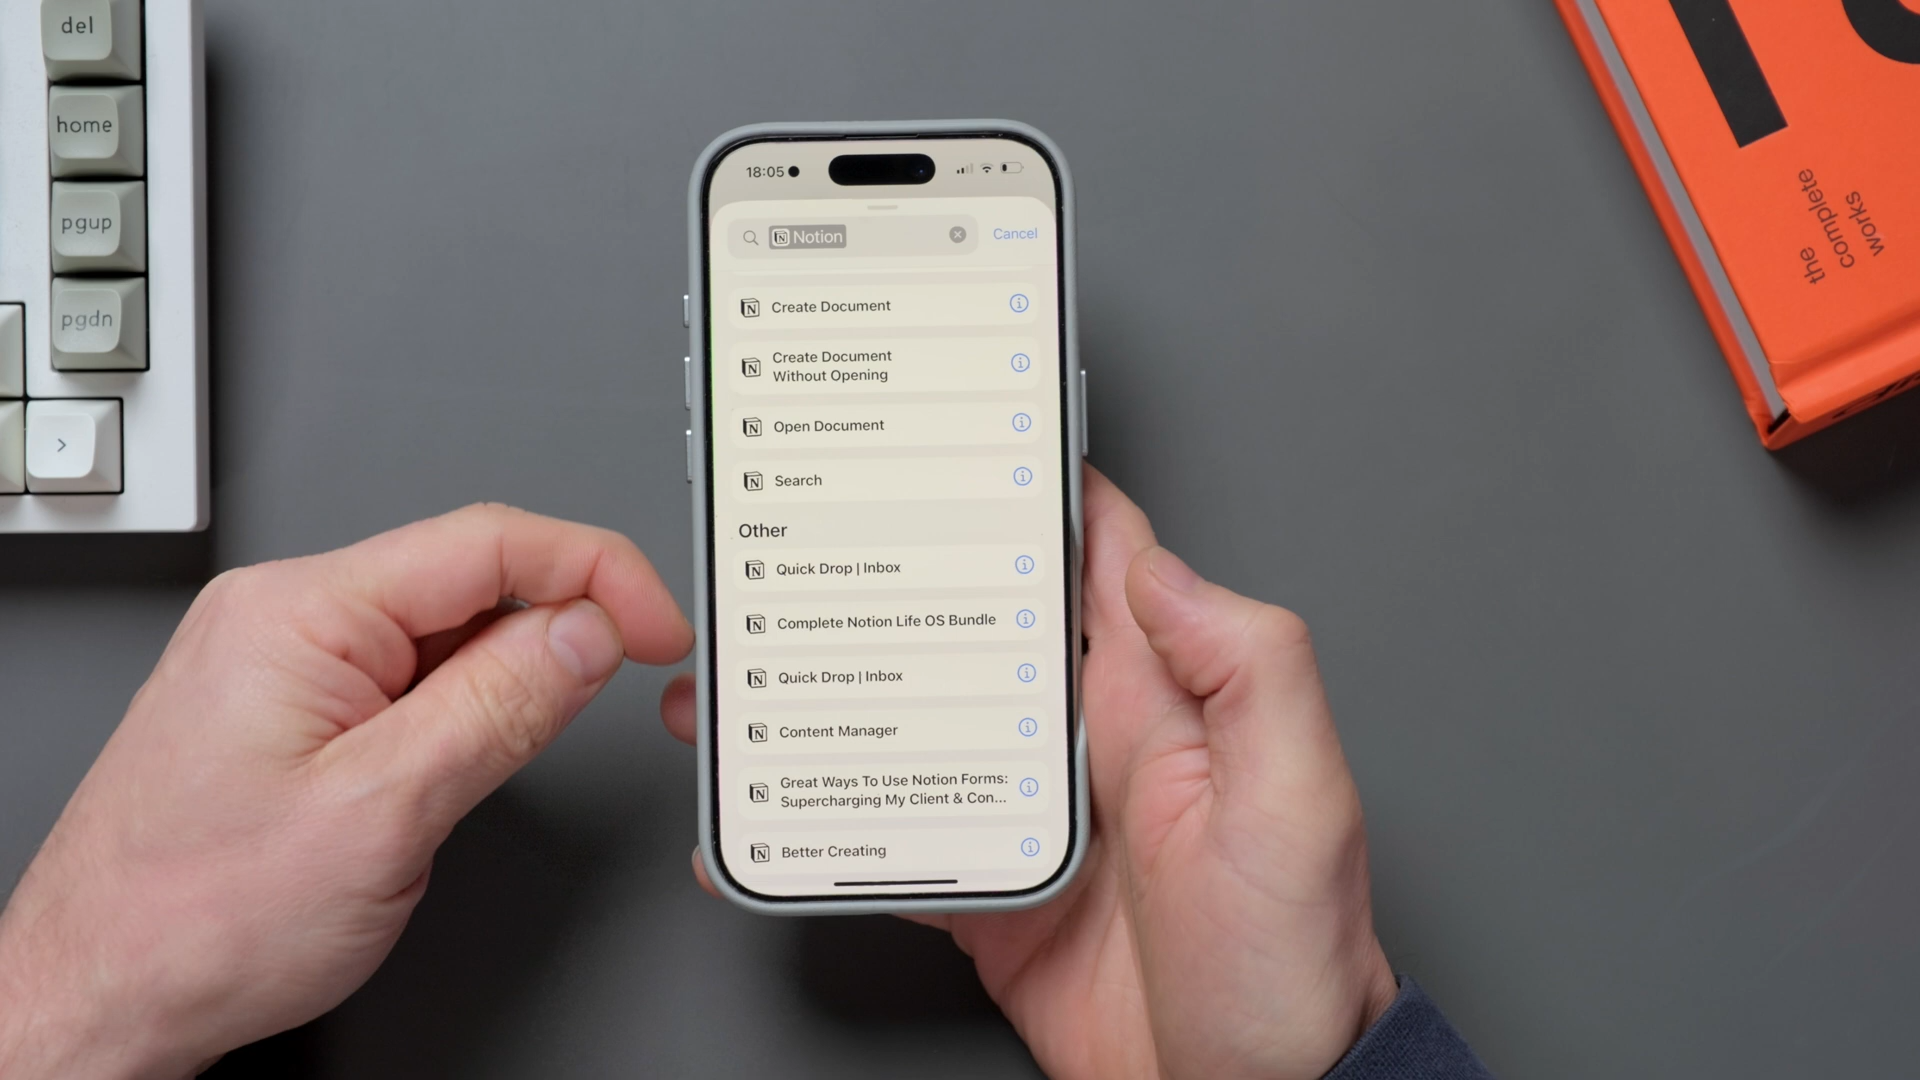 del
home
pgup
pgdn
>
18:05
Notion
Cancel
Create Document
Create Document
Without Opening
Open Document
Search
Other
Quick Drop | Inbox
Complete Notion Life OS Bundle
Quick Drop | Inbox
Content Manager
Great Ways To Use Notion Forms:
Supercharging My Client & Con...
Better Creating
the
complete
works